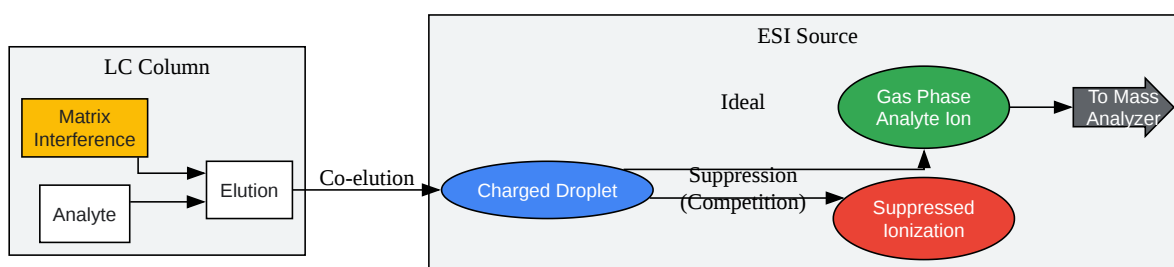 LC Column
Matrix
Interference
Analyte
Elution
Co-elution
ESI Source
Charged Droplet
Ideal
Suppression
(Competition)
Gas Phase
Analyte Ion
Suppressed
Ionization
To Mass
Analyzer